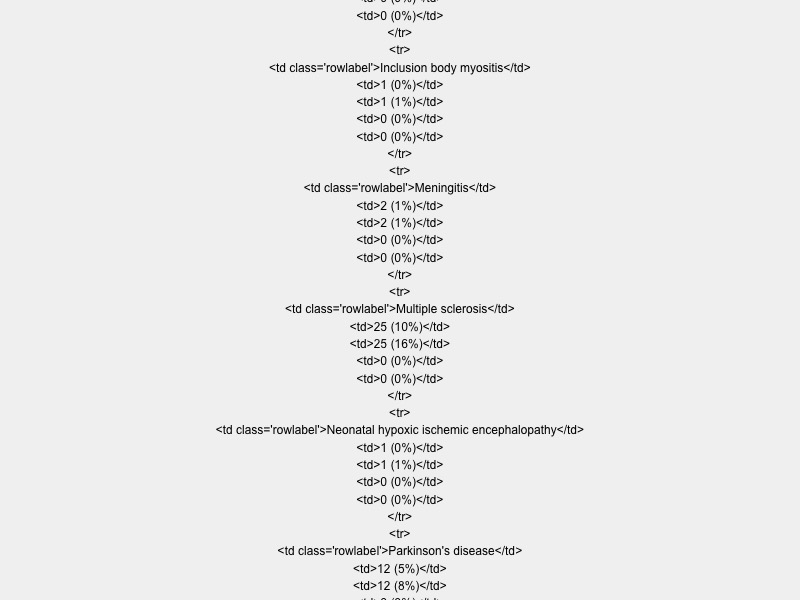 <td>0 (0%)</td>
<td>0 (0%)</td>
</tr>
<tr>
<td class='rowlabel'>Inclusion body myositis</td>
<td>1 (0%)</td>
<td>1 (1%)</td>
<td>0 (0%)</td>
<td>0 (0%)</td>
</tr>
<tr>
<td class='rowlabel'>Meningitis</td>
<td>2 (1%)</td>
<td>2 (1%)</td>
<td>0 (0%)</td>
<td>0 (0%)</td>
</tr>
<tr>
<td class='rowlabel'>Multiple sclerosis</td>
<td>25 (10%)</td>
<td>25 (16%)</td>
<td>0 (0%)</td>
<td>0 (0%)</td>
</tr>
<tr>
<td class='rowlabel'>Neonatal hypoxic ischemic encephalopathy</td>
<td>1 (0%)</td>
<td>1 (1%)</td>
<td>0 (0%)</td>
<td>0 (0%)</td>
</tr>
<tr>
<td class='rowlabel'>Parkinson's disease</td>
<td>12 (5%)</td>
<td>12 (8%)</td>